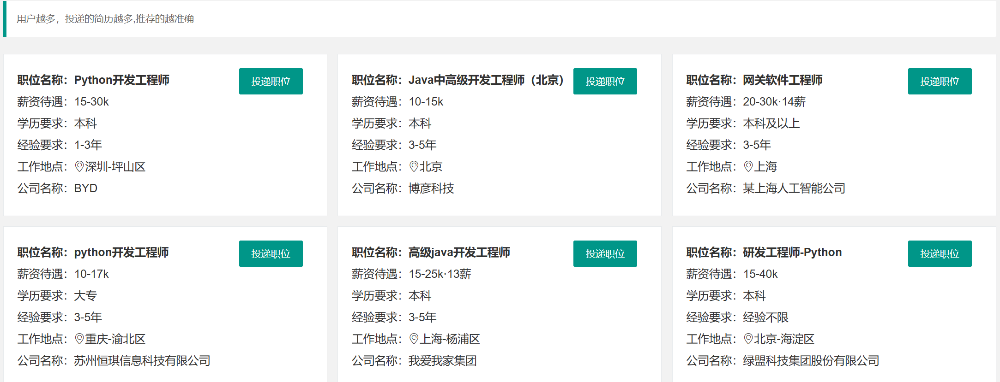 用户越多，投递的简历越多,推荐的越准确
职位名称：Python开发工程师
投递职位
薪资待遇：15-30k
学历要求：本科
经验要求：1-3年
工作地点：深圳-坪山区
公司名称：BYD
职位名称：Java中高级开发工程师（北京）
投递职位
薪资待遇：10-15k
学历要求：本科
经验要求：3-5年
工作地点：北京
公司名称：博彦科技
职位名称：网关软件工程师
投递职位
薪资待遇：20-30k·14薪
学历要求：本科及以上
经验要求：3-5年
工作地点：上海
公司名称：某上海人工智能公司
职位名称：python开发工程师
投递职位
薪资待遇：10-17k
学历要求：大专
经验要求：3-5年
工作地点：重庆-渝北区
公司名称：苏州恒琪信息科技有限公司
职位名称：高级java开发工程师
投递职位
薪资待遇：15-25k·13薪
学历要求：本科
经验要求：3-5年
工作地点：上海-杨浦区
公司名称：我爱我家集团
职位名称：研发工程师-Python
投递职位
薪资待遇：15-40k
学历要求：本科
经验要求：经验不限
工作地点：北京-海淀区
公司名称：绿盟科技集团股份有限公司